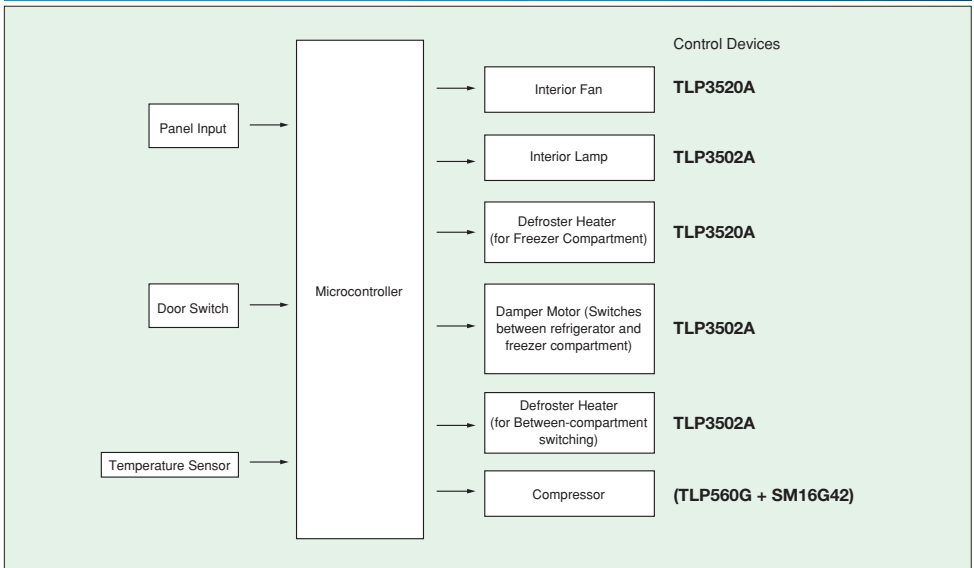 Control Devices
Panel Input
Door Switch
Temperature Sensor
Microcontroller
Interior Fan
TLP3520A
Interior Lamp
TLP3502A
Defroster Heater
(for Freezer Compartment)
TLP3520A
Damper Motor (Switches
between refrigerator and
freezer compartment)
TLP3502A
Defroster Heater
(for Between-compartment
switching)
TLP3502A
Compressor
(TLP560G + SM16G42)